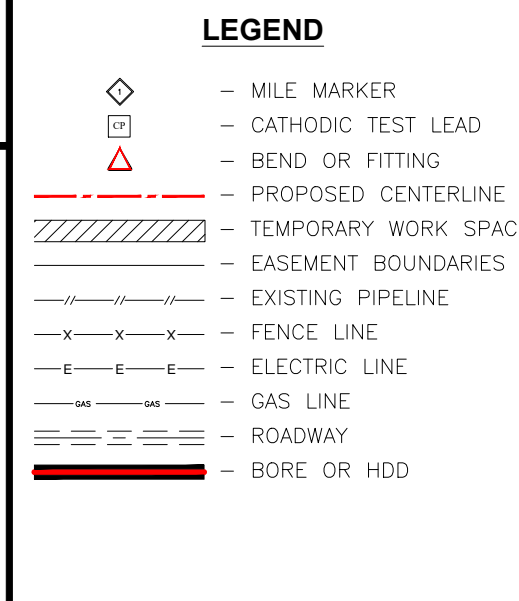 LEGEND
1 – MILE MARKER
CP – CATHODIC TEST LEAD
– BEND OR FITTING
– PROPOSED CENTERLINE
– TEMPORARY WORK SPAC
– EASEMENT BOUNDARIES
// // // – EXISTING PIPELINE
X X X – FENCE LINE
E E E – ELECTRIC LINE
GAS GAS – GAS LINE
– ROADWAY
– BORE OR HDD